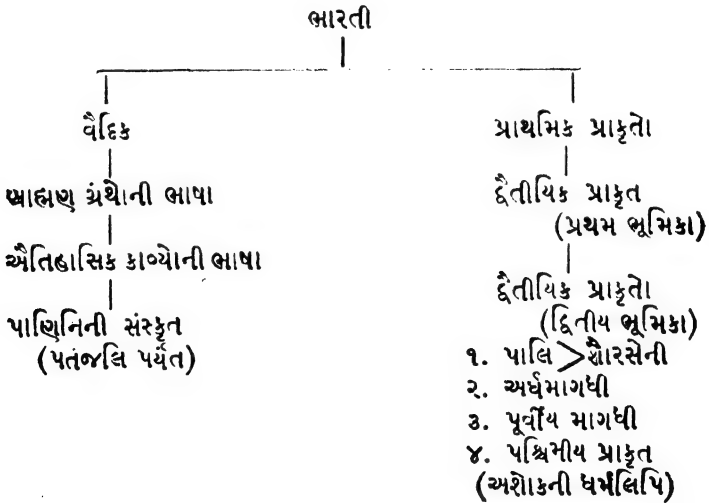 ભારતી
વૈદિક
બ્રાહ્મણ ગ્રંથોની ભાષા
ઐતિહાસિક કાવ્યોની ભાષા
પાણિનિની સંસ્કૃત
(પતંજલિ પર્યંત)
પ્રાથમિક પ્રાકૃતો
દ્વૈતીયિક પ્રાકૃત
(પ્રથમ ભૂમિકા)
દ્વૈતીયિક પ્રાકૃતો
(દ્વિતીય ભૂમિકા)
૧. પાલિ > શૌરસેની
૨. અર્ધમાગધી
૩. પૂર્વીય માગધી
૪. પશ્ચિમીય પ્રાકૃત
(અશોકની ધર્મલિપિ)